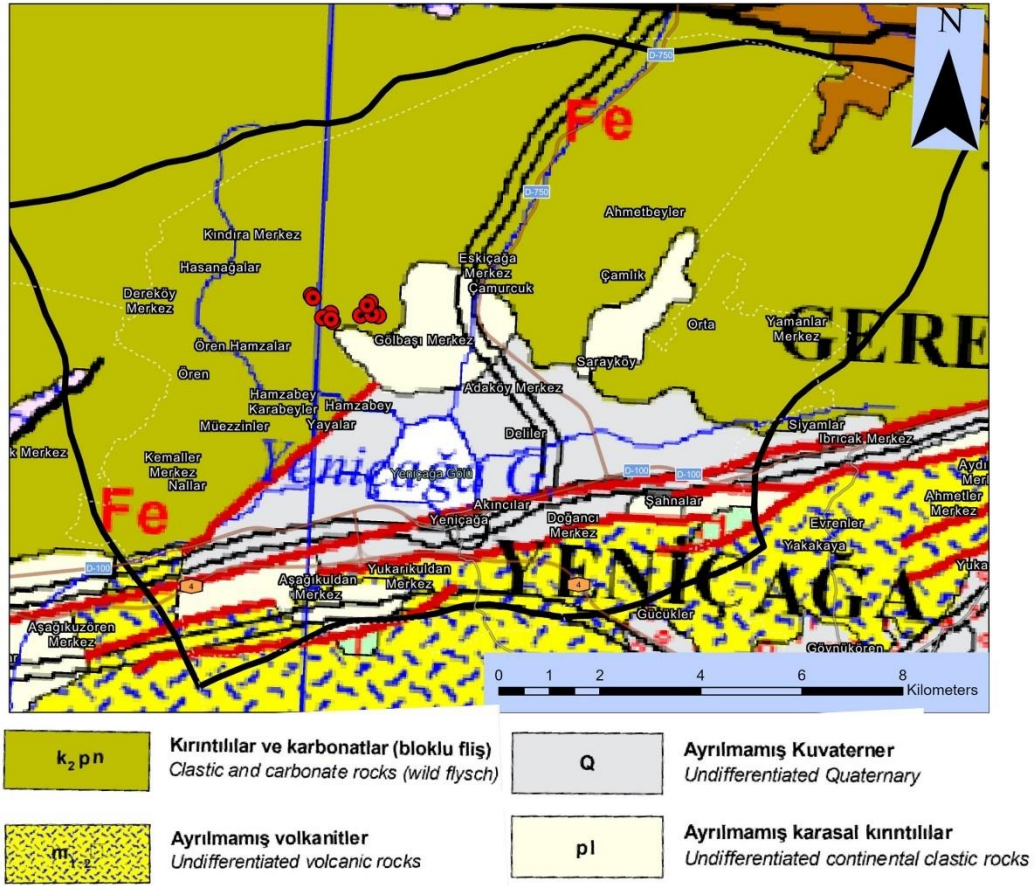 N
D-750
Fe
D-750
Ahmetbeyler
Kındıra Merkez
Eskiçağa
Merkez
Çamurcuk
Hasanağalar
Çamlık
Dereköy
Merkez
Orta
Yamanlar
Merkez
GERE
Gölbaşı Merkez
Ören Hamzalar
Sarayköy
Ören
Adaköy Merkez
Hamzabey
Karabeyler
Hamzabey
Yayalar
Müezzinler
Deliler
Siyamlar
İbrıcak Merkez
k Merkez
Kemaller
Merkez
Nallar
Yeniçağa G
Yeniçağa Gölü
D-100
D-100
Aydı
Mer
Ahmetler
Merkez
Fe
Akıncılar
Şahnalar
Yeniçağa
Doğancı
Merkez
Evrenler
Yakakaya
YENİÇAĞA
D-100
4
Aşağıkuldan
Merkez
Yukarıkuldan
Merkez
4
Yuka
Gücükler
Aşağıkuzören
Merkez
Göynükören
0 1 2 4 6 8
Kilometers
k₂pn
Kırıntılılar ve karbonatlar (bloklu fliş)
Clastic and carbonate rocks (wild flysch)
Q
Ayrılmamış Kuvaterner
Undifferentiated Quaternary
m₁₋₂
Ayrılmamış volkanitler
Undifferentiated volcanic rocks
pl
Ayrılmamış karasal kırıntılılar
Undifferentiated continental clastic rocks